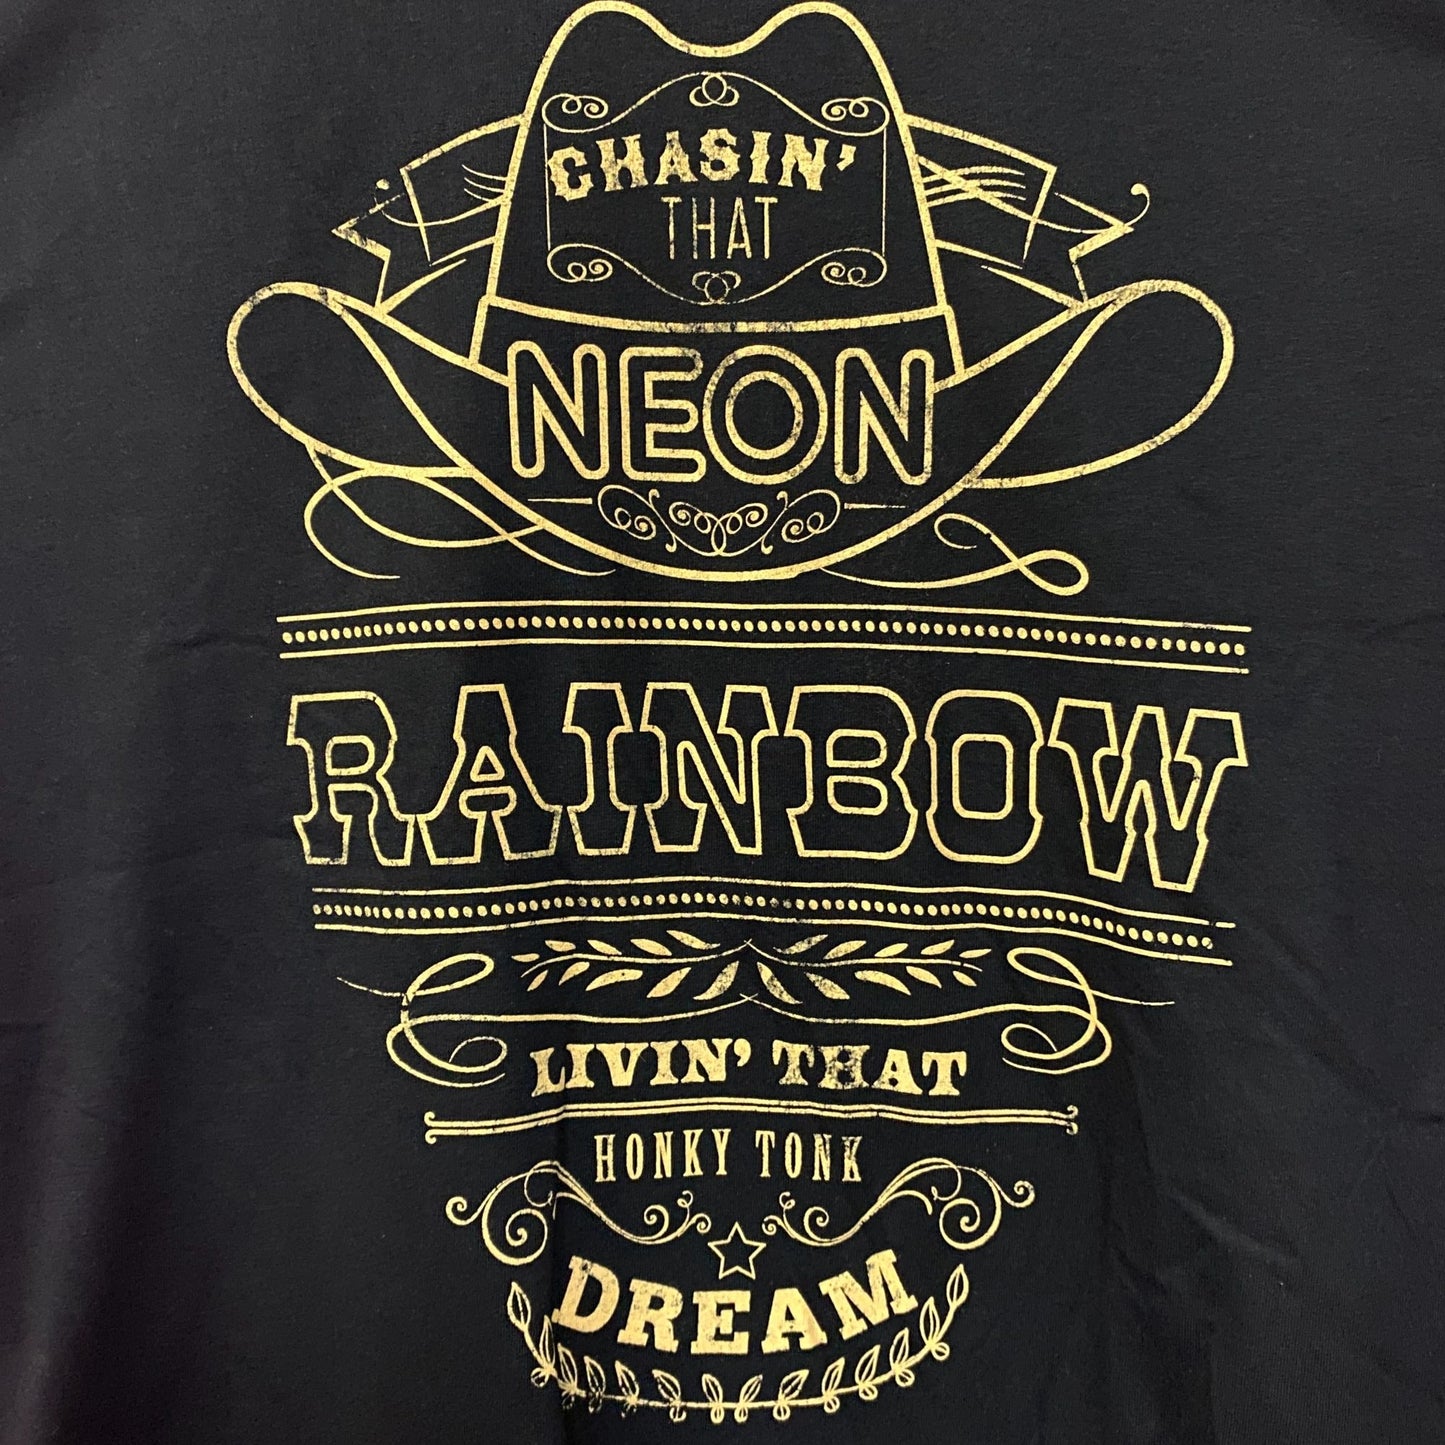 CHASIN'
THAT
NEON
RAINBOW
LIVIN' THAT
HONKY TONK
DREAM